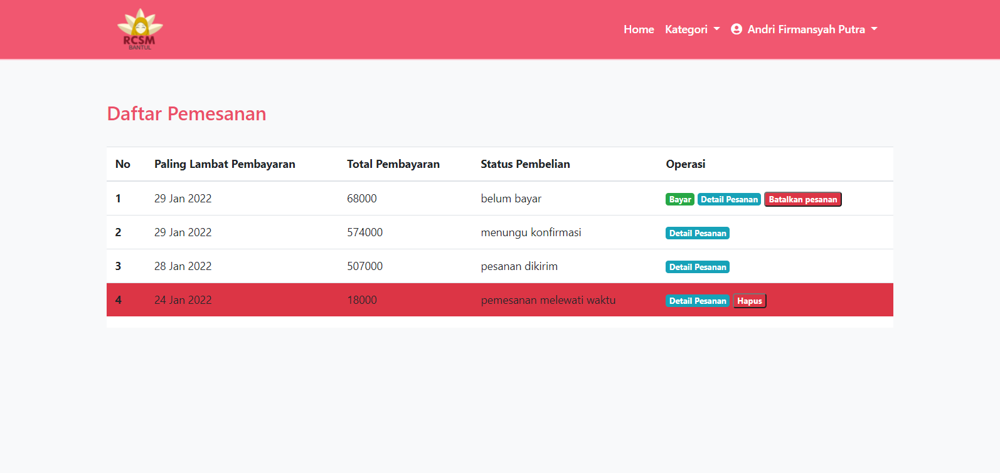 RCSM
BANTUL
Home Kategori Andri Firmansyah Putra
Daftar Pemesanan
No Paling Lambat Pembayaran Total Pembayaran Status Pembelian Operasi
1 29 Jan 2022 68000 belum bayar Bayar Detail Pesanan Batalkan pesanan
2 29 Jan 2022 574000 menungu konfirmasi Detail Pesanan
3 28 Jan 2022 507000 pesanan dikirim Detail Pesanan
4 24 Jan 2022 18000 pemesanan melewati waktu Detail Pesanan Hapus